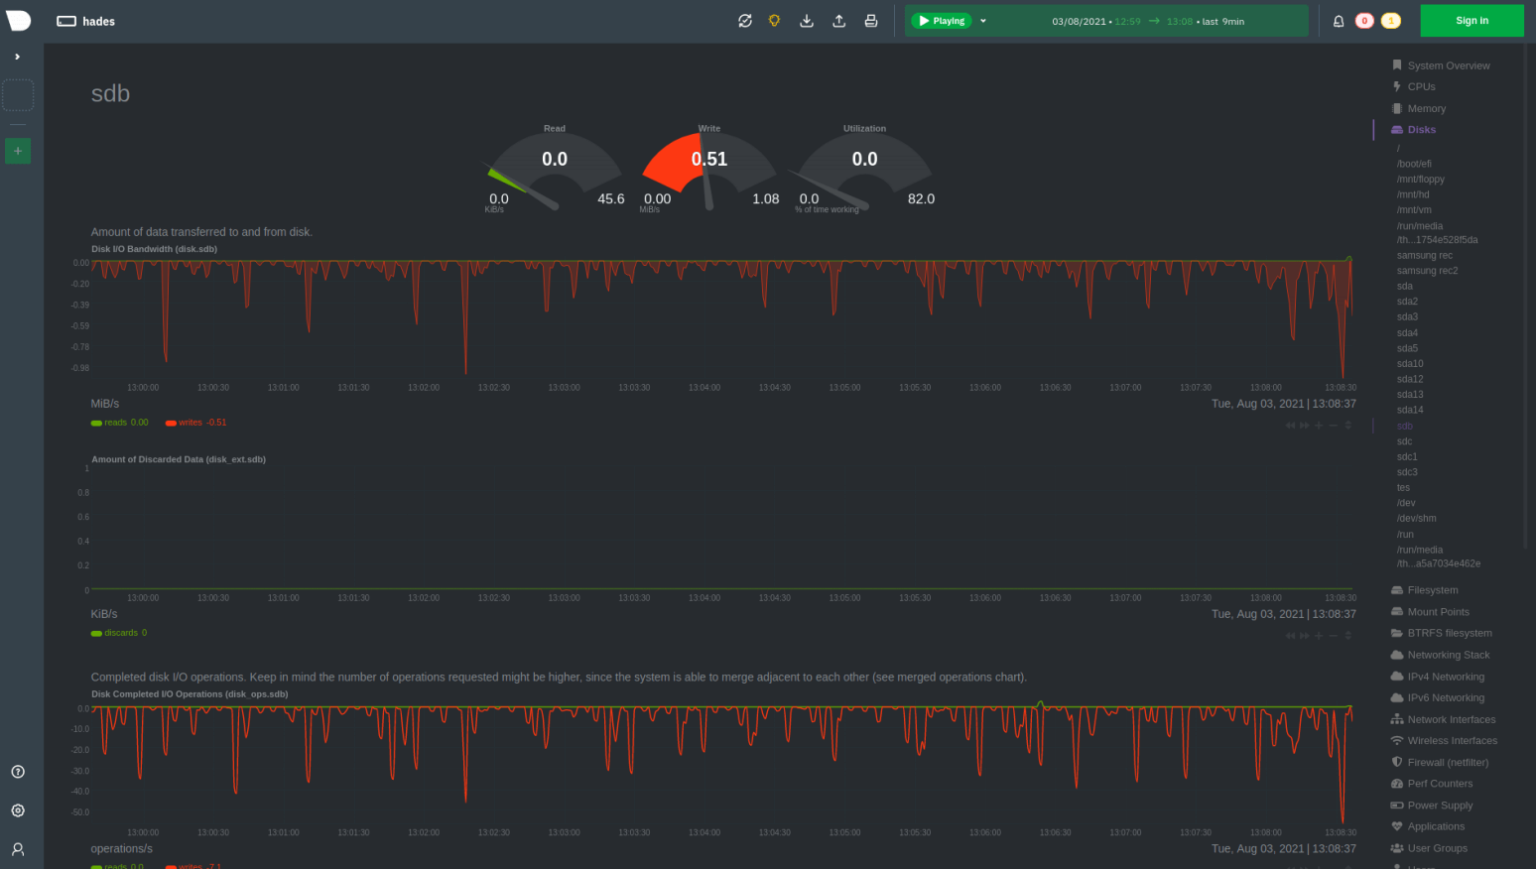 hades
Playing
03/08/2021 • 12:59 → 13:08 • last 9min
0
1
Sign in
sdb
Read
0.0
0.0
45.6
KiB/s
Write
0.51
0.00
1.08
MiB/s
Utilization
0.0
0.0
82.0
% of time working
Amount of data transferred to and from disk.
Disk I/O Bandwidth (disk.sdb)
0.00
-0.20
-0.39
-0.59
-0.78
-0.98
13:00:00 13:00:30 13:01:00 13:01:30 13:02:00 13:02:30 13:03:00 13:03:30 13:04:00 13:04:30 13:05:00 13:05:30 13:06:00 13:06:30 13:07:00 13:07:30 13:08:00 13:08:30
MiB/s
Tue, Aug 03, 2021 | 13:08:37
reads 0.00 writes -0.51
Amount of Discarded Data (disk_ext.sdb)
1
0.8
0.6
0.4
0.2
0
13:00:00 13:00:30 13:01:00 13:01:30 13:02:00 13:02:30 13:03:00 13:03:30 13:04:00 13:04:30 13:05:00 13:05:30 13:06:00 13:06:30 13:07:00 13:07:30 13:08:00 13:08:30
KiB/s
Tue, Aug 03, 2021 | 13:08:37
discards 0
Completed disk I/O operations. Keep in mind the number of operations requested might be higher, since the system is able to merge adjacent to each other (see merged operations chart).
Disk Completed I/O Operations (disk_ops.sdb)
0.0
-10.0
-20.0
-30.0
-40.0
-50.0
13:00:00 13:00:30 13:01:00 13:01:30 13:02:00 13:02:30 13:03:00 13:03:30 13:04:00 13:04:30 13:05:00 13:05:30 13:06:00 13:06:30 13:07:00 13:07:30 13:08:00 13:08:30
operations/s
Tue, Aug 03, 2021 | 13:08:37
reads 0.0 writes -7.1
System Overview
CPUs
Memory
Disks
/
/boot/efi
/mnt/floppy
/mnt/hd
/mnt/vm
/run/media
/th...1754e528f5da
samsung rec
samsung rec2
sda
sda2
sda3
sda4
sda5
sda10
sda12
sda13
sda14
sdb
sdc
sdc1
sdc3
tes
/dev
/dev/shm
/run
/run/media
/th...a5a7034e462e
Filesystem
Mount Points
BTRFS filesystem
Networking Stack
IPv4 Networking
IPv6 Networking
Network Interfaces
Wireless Interfaces
Firewall (netfilter)
Perf Counters
Power Supply
Applications
User Groups
Users